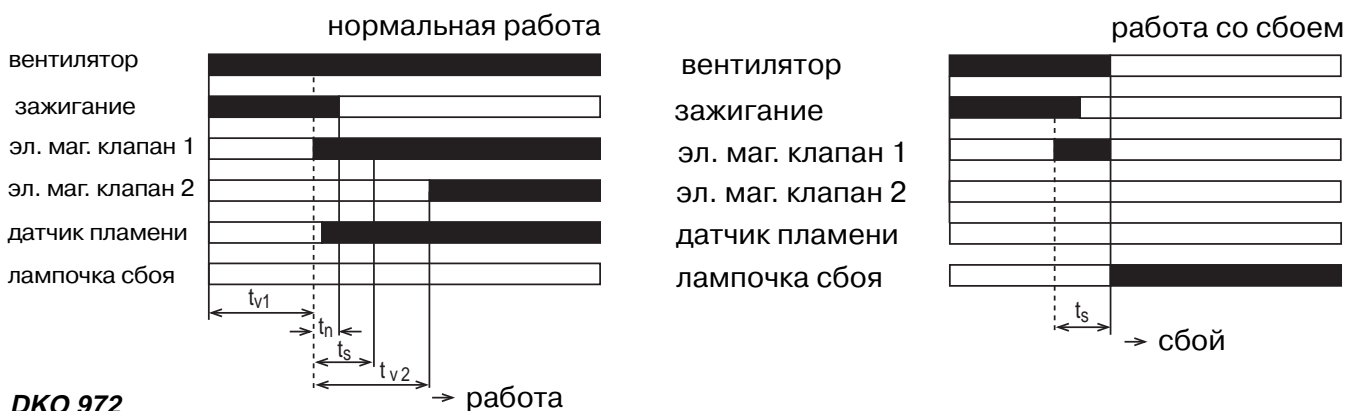 нормальная работа
вентилятор
зажигание
эл. маг. клапан 1
эл. маг. клапан 2
датчик пламени
лампочка сбоя
tv1
tn
ts
tv2
→ работа
DKO 972
работа со сбоем
вентилятор
зажигание
эл. маг. клапан 1
эл. маг. клапан 2
датчик пламени
лампочка сбоя
ts
→ сбой